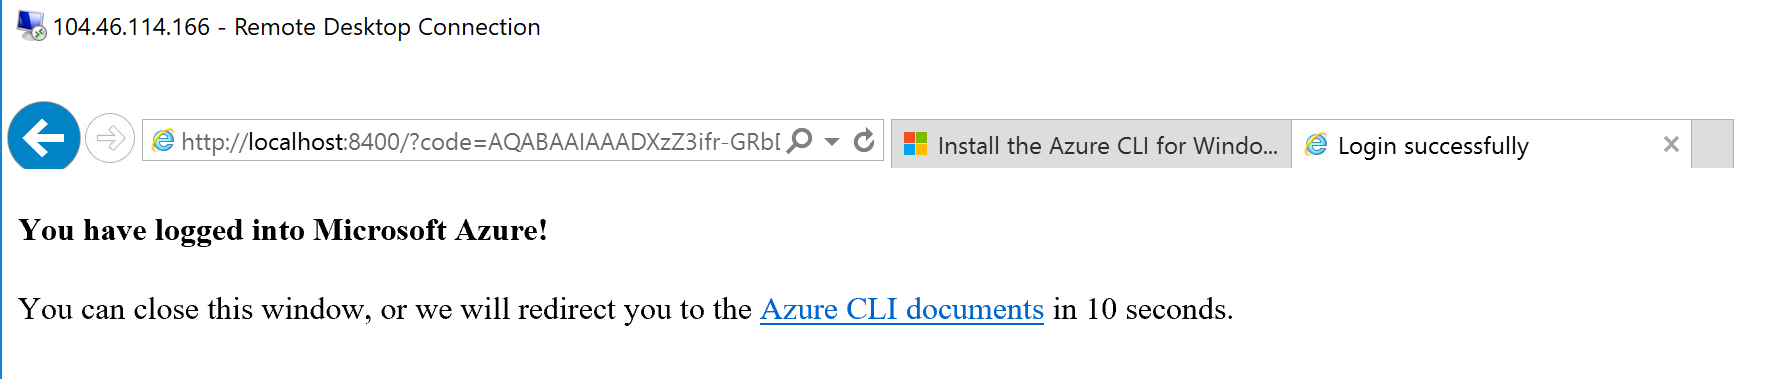 104.46.114.166 - Remote Desktop Connection
http://localhost:8400/?code=AQABAAIAAADXzZ3ifr-GRbD
Install the Azure CLI for Windo...
Login successfully
You have logged into Microsoft Azure!
You can close this window, or we will redirect you to the Azure CLI documents in 10 seconds.